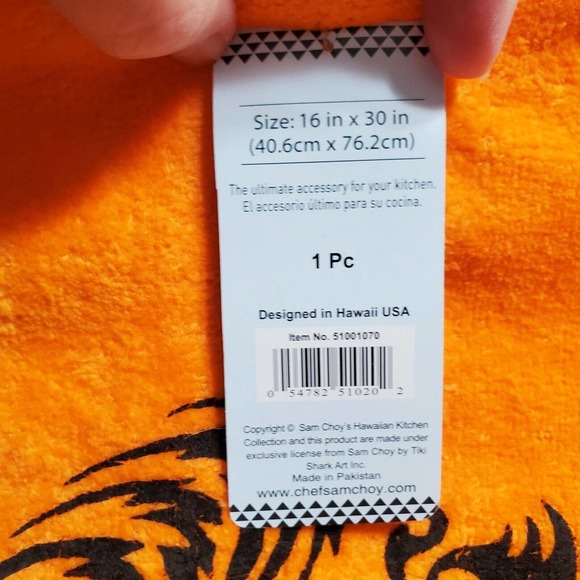 Size: 16 in x 30 in
(40.6cm x 76.2cm)
The ultimate accessory for your kitchen.
El accesorio último para su cocina.
1 Pc
Designed in Hawaii USA
Item No. 51001070
0 54782 51020 2
Copyright © Sam Choy's Hawaiian Kitchen
Collection and this product are made under
exclusive license from Sam Choy by Tiki
Shark Art Inc.
Made in Pakistan
www.chefsamchoy.com